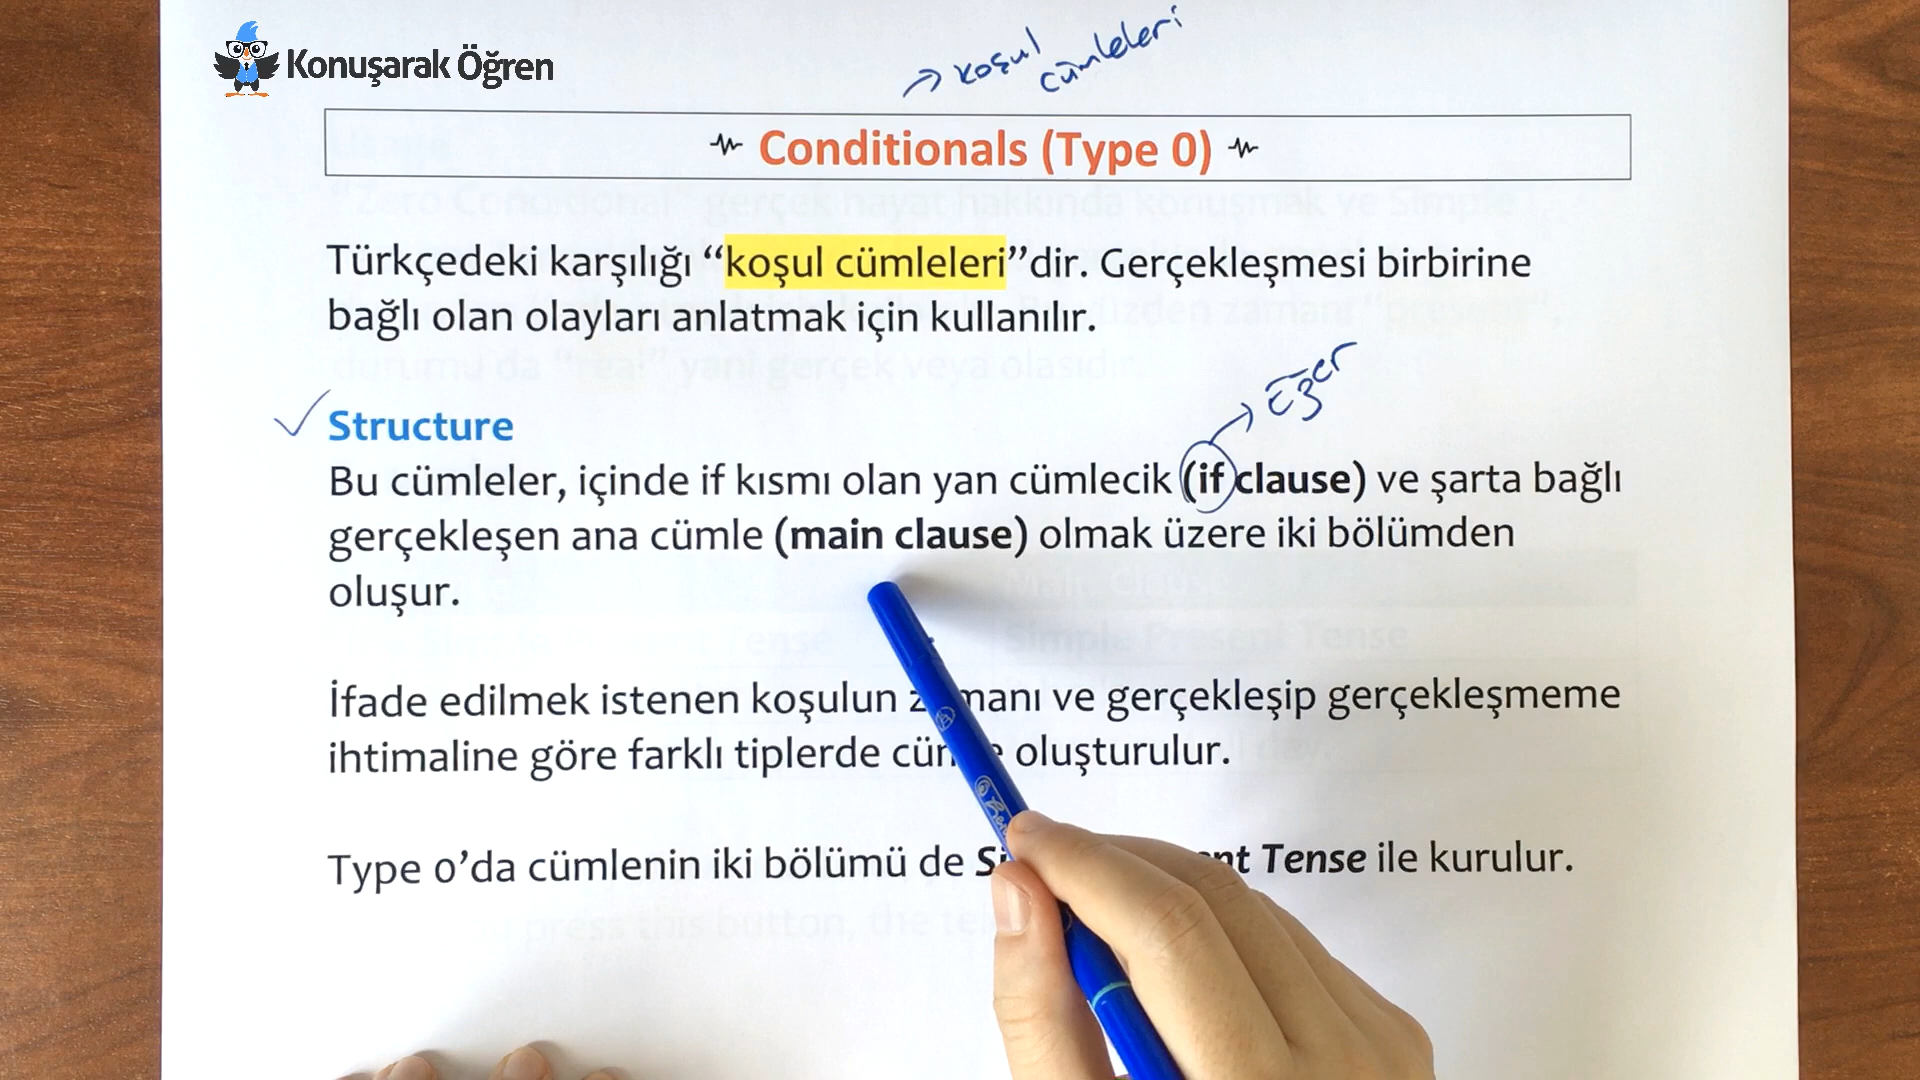 Konuşarak Öğren
→ koşul cümleleri
Conditionals (Type 0)
Türkçedeki karşılığı “koşul cümleleri”dir. Gerçekleşmesi birbirine
bağlı olan olayları anlatmak için kullanılır.
→ Eğer
Structure
Bu cümleler, içinde if kısmı olan yan cümlecik (if clause) ve şarta bağlı
gerçekleşen ana cümle (main clause) olmak üzere iki bölümden
oluşur.
İfade edilmek istenen koşulun zamanı ve gerçekleşip gerçekleşmeme
ihtimaline göre farklı tiplerde oluşturulur.
Type 0’da cümlenin iki bölümü de Tense ile kurulur.